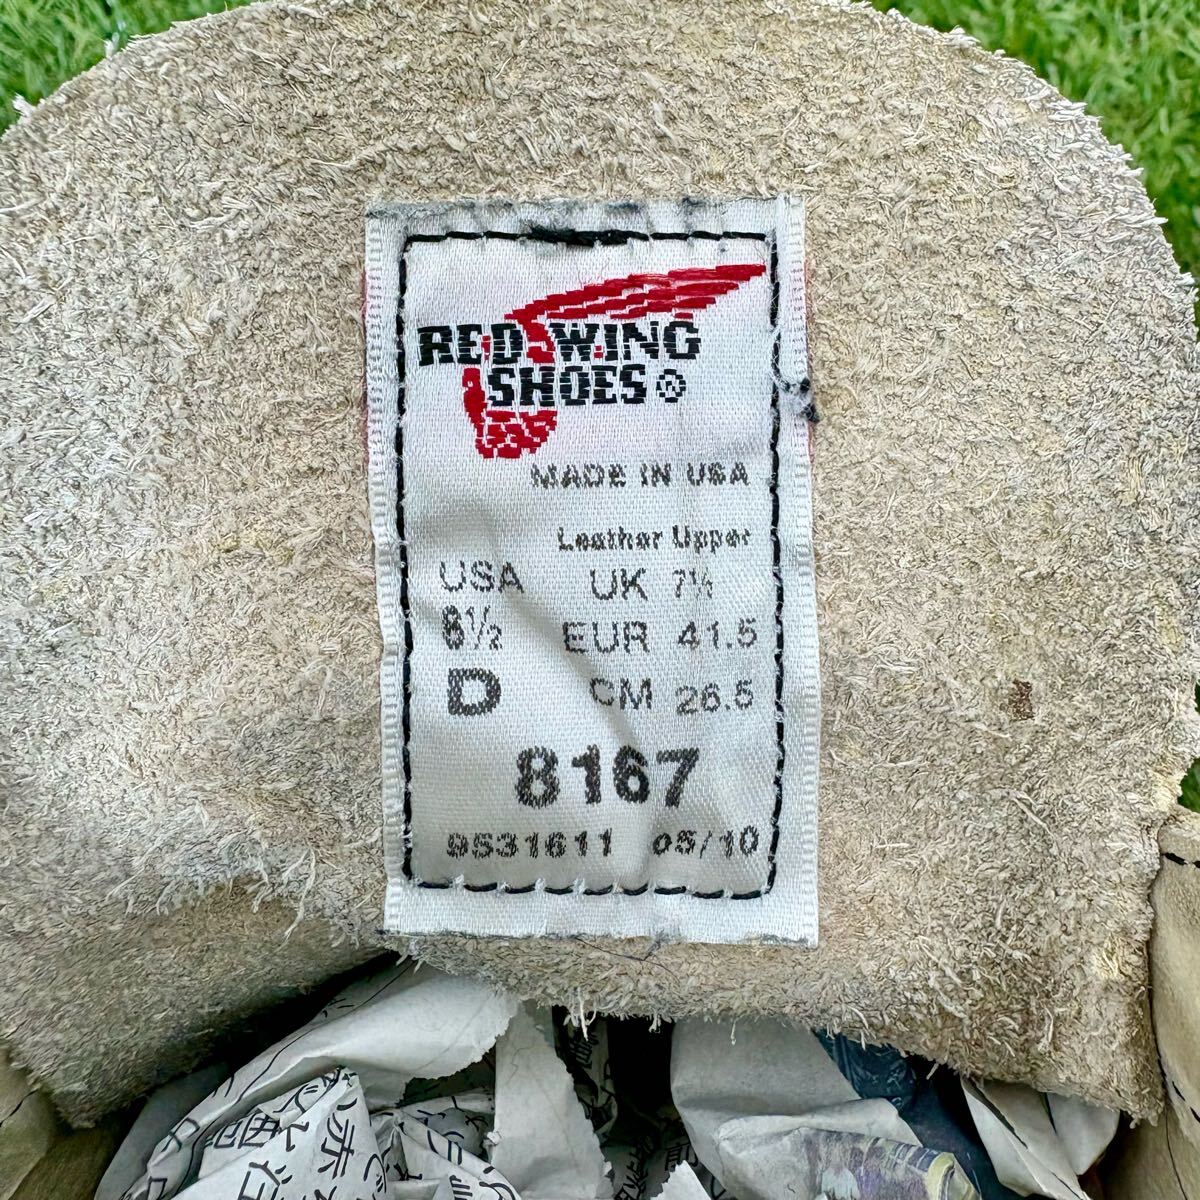 RED WING
SHOES®
MADE IN USA
Leather Upper
USA UK 7½
8½ EUR 41.5
D CM 26.5
8167
9531611 05/10